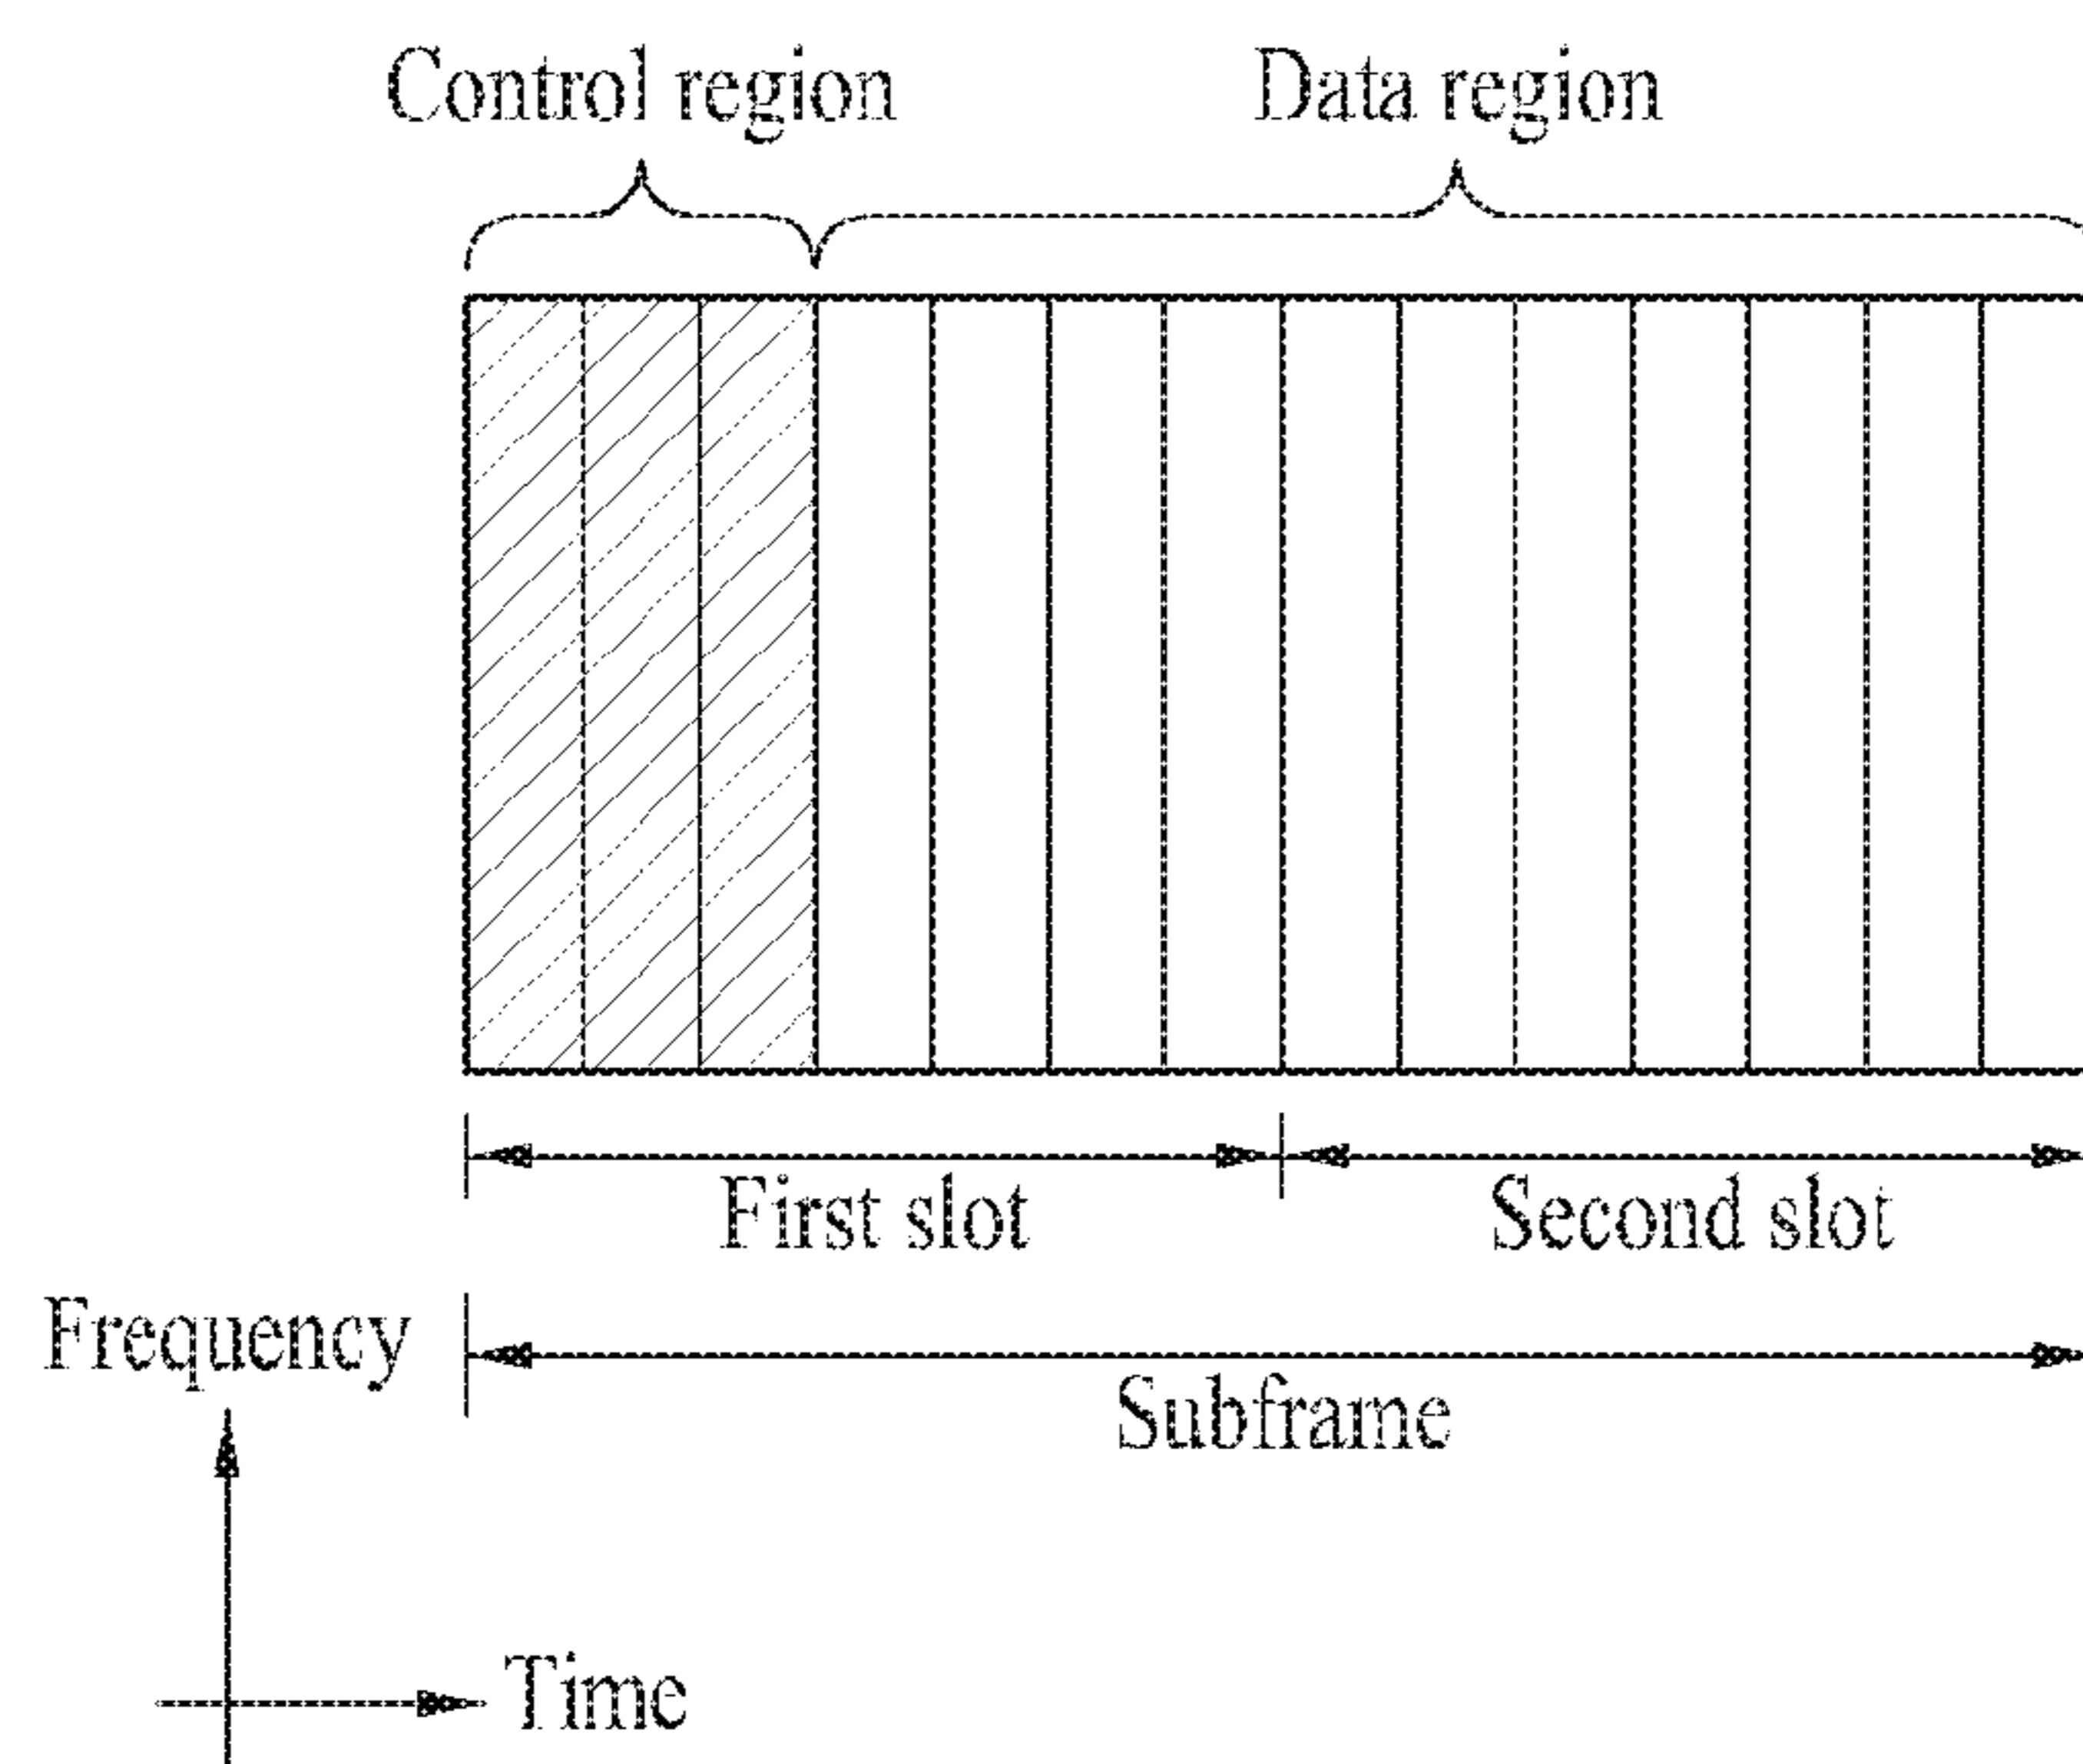 Control region
Data region
First slot
Second slot
Frequency
Subframe
Time